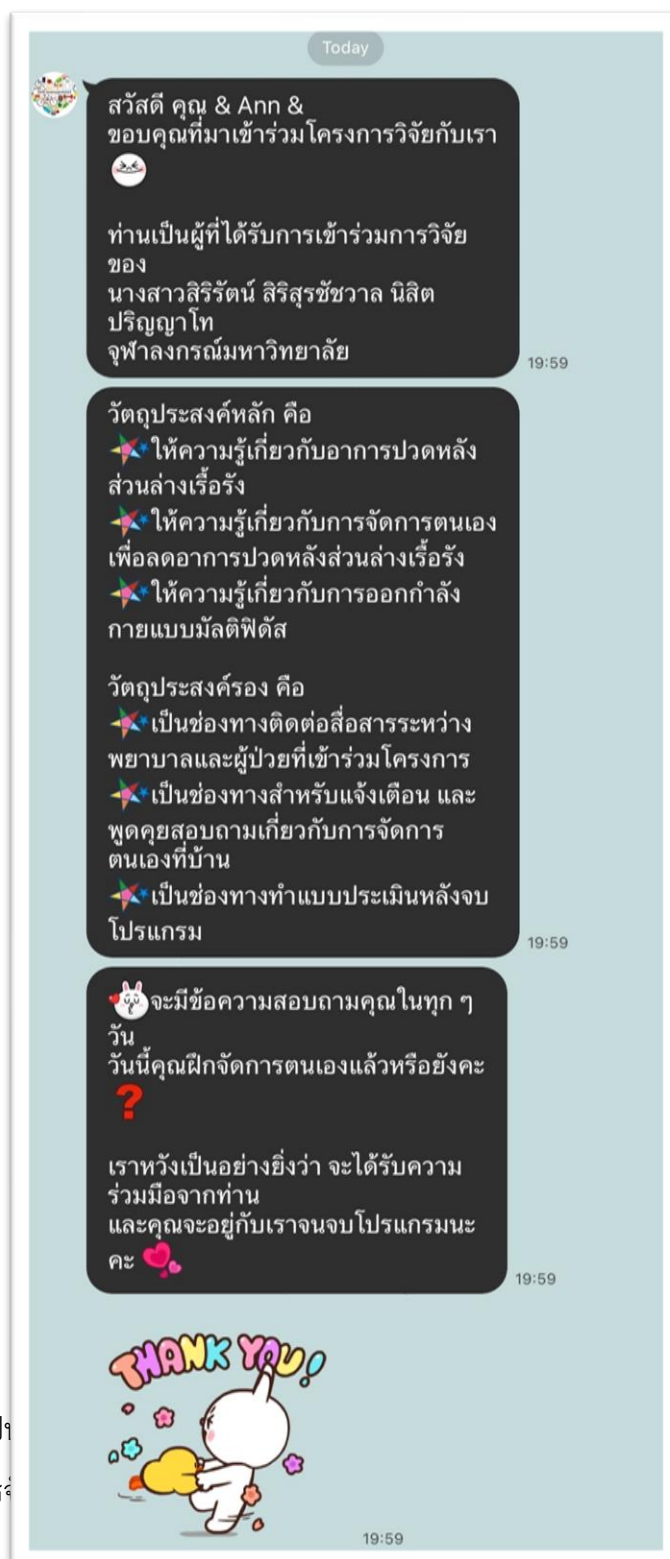 Today
สวัสดี คุณ & Ann &
ขอบคุณที่มาเข้าร่วมโครงการวิจัยกับเรา
ท่านเป็นผู้ที่ได้รับการเข้าร่วมการวิจัย
ของ
นางสาวสิริรัตน์ สิริสุรชัชวาล นิสิต
ปริญญาโท
จุฬาลงกรณ์มหาวิทยาลัย
19:59
วัตถุประสงค์หลัก คือ
ให้ความรู้เกี่ยวกับอาการปวดหลัง
ส่วนล่างเรื้อรัง
ให้ความรู้เกี่ยวกับการจัดการตนเอง
เพื่อลดอาการปวดหลังส่วนล่างเรื้อรัง
ให้ความรู้เกี่ยวกับการออกกำลัง
กายแบบมัลติฟิดัส
วัตถุประสงค์รอง คือ
เป็นช่องทางติดต่อสื่อสารระหว่าง
พยาบาลและผู้ป่วยที่เข้าร่วมโครงการ
เป็นช่องทางสำหรับแจ้งเตือน และ
พูดคุยสอบถามเกี่ยวกับการจัดการ
ตนเองที่บ้าน
เป็นช่องทางทำแบบประเมินหลังจบ
โปรแกรม
19:59
จะมีข้อความสอบถามคุณในทุก ๆ
วัน
วันนี้คุณฝึกจัดการตนเองแล้วหรือยังคะ
❓
เราหวังเป็นอย่างยิ่งว่า จะได้รับความ
ร่วมมือจากท่าน
และคุณจะอยู่กับเราจนจบโปรแกรมนะ
คะ
19:59
THANK YOU!
19:59